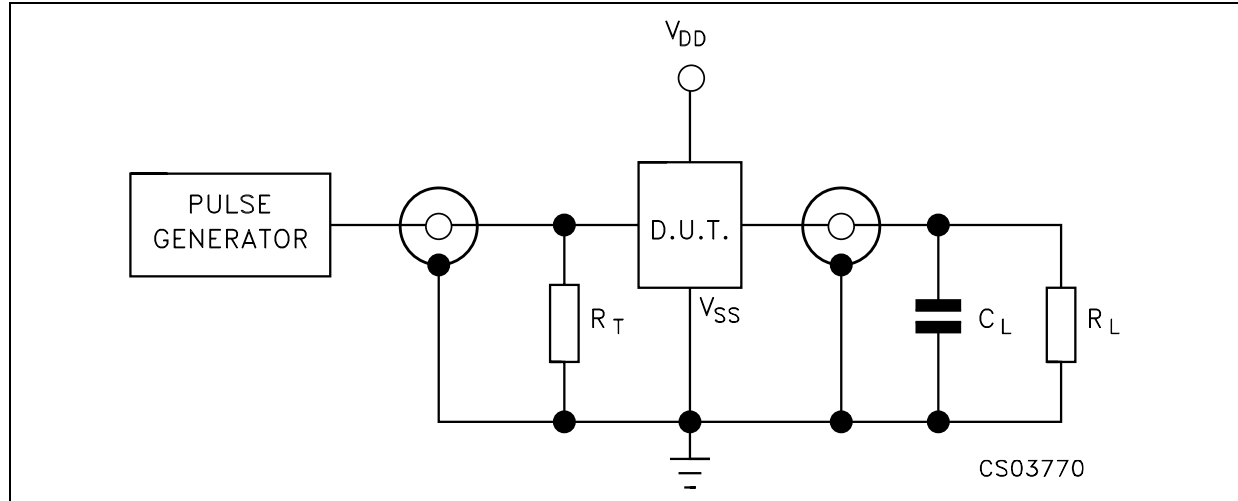 VDD
PULSE
GENERATOR
D.U.T.
VSS
RT
CL
RL
CS03770